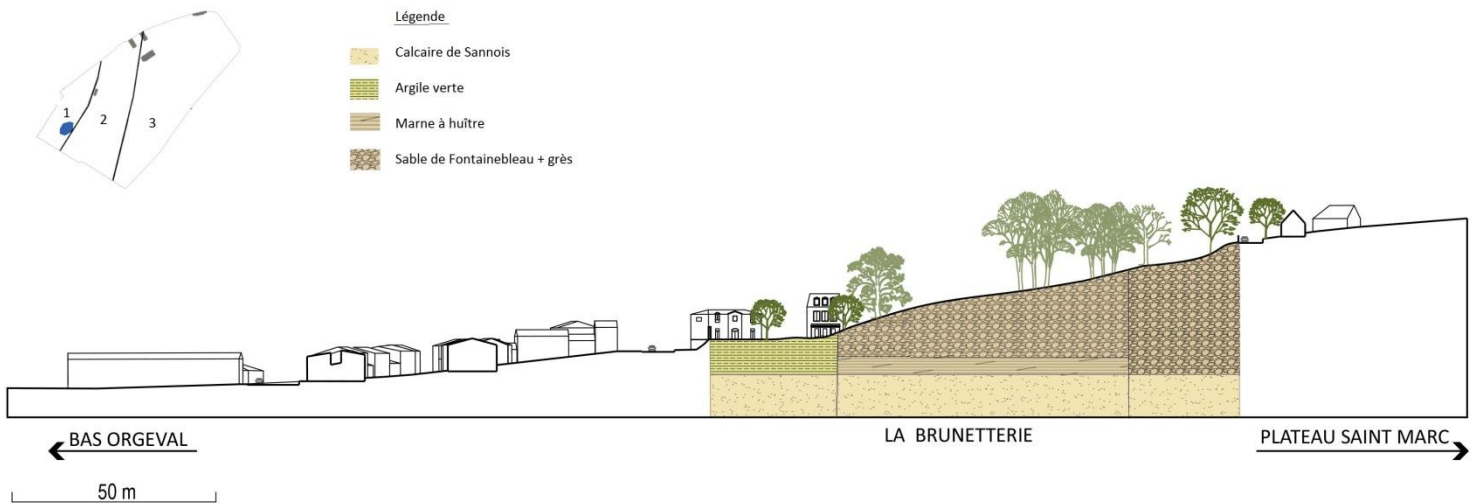 Légende
Calcaire de Sannois
Argile verte
Marne à huître
Sable de Fontainebleau + grès
1
2
3
BAS ORGEVAL
LA BRUNETTERIE
PLATEAU SAINT MARC
50 m